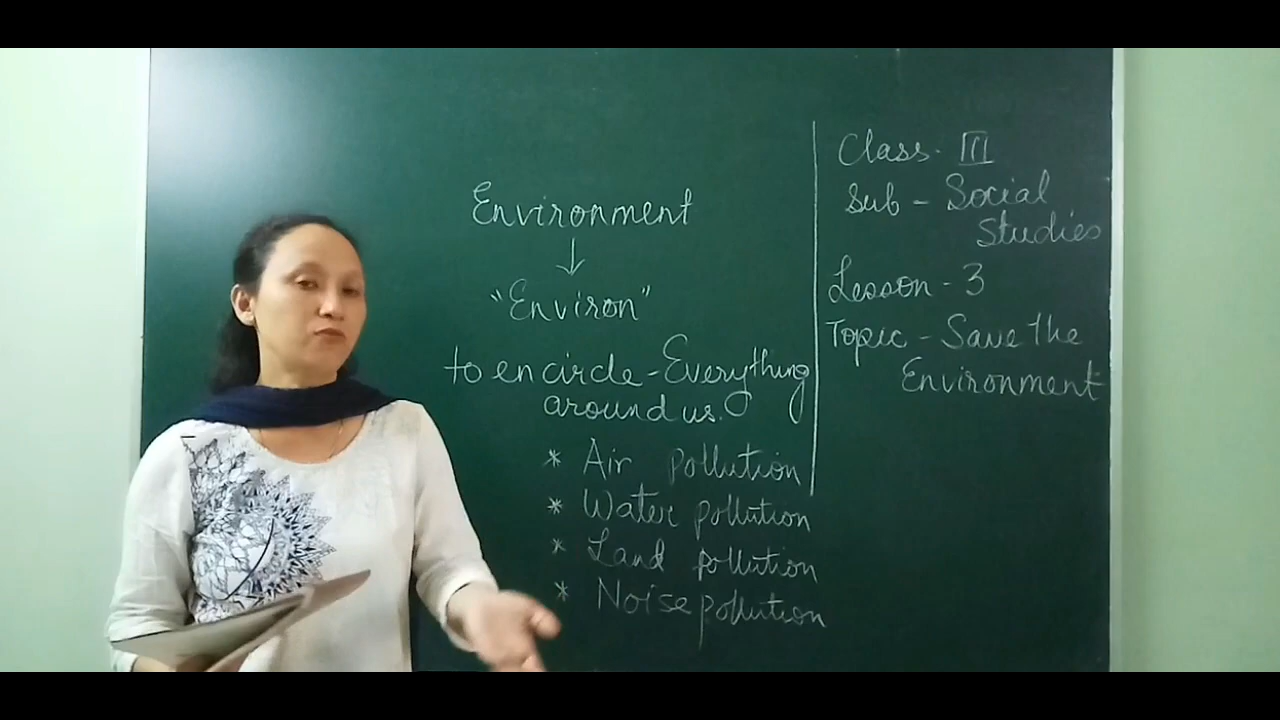 Environment
↓
"Environ"
to encircle - Everything
around us.
* Air pollution
* Water pollution
* Land pollution
* Noise pollution
Class - III
Sub - Social
Studies
Lesson - 3
Topic - Save the
Environment